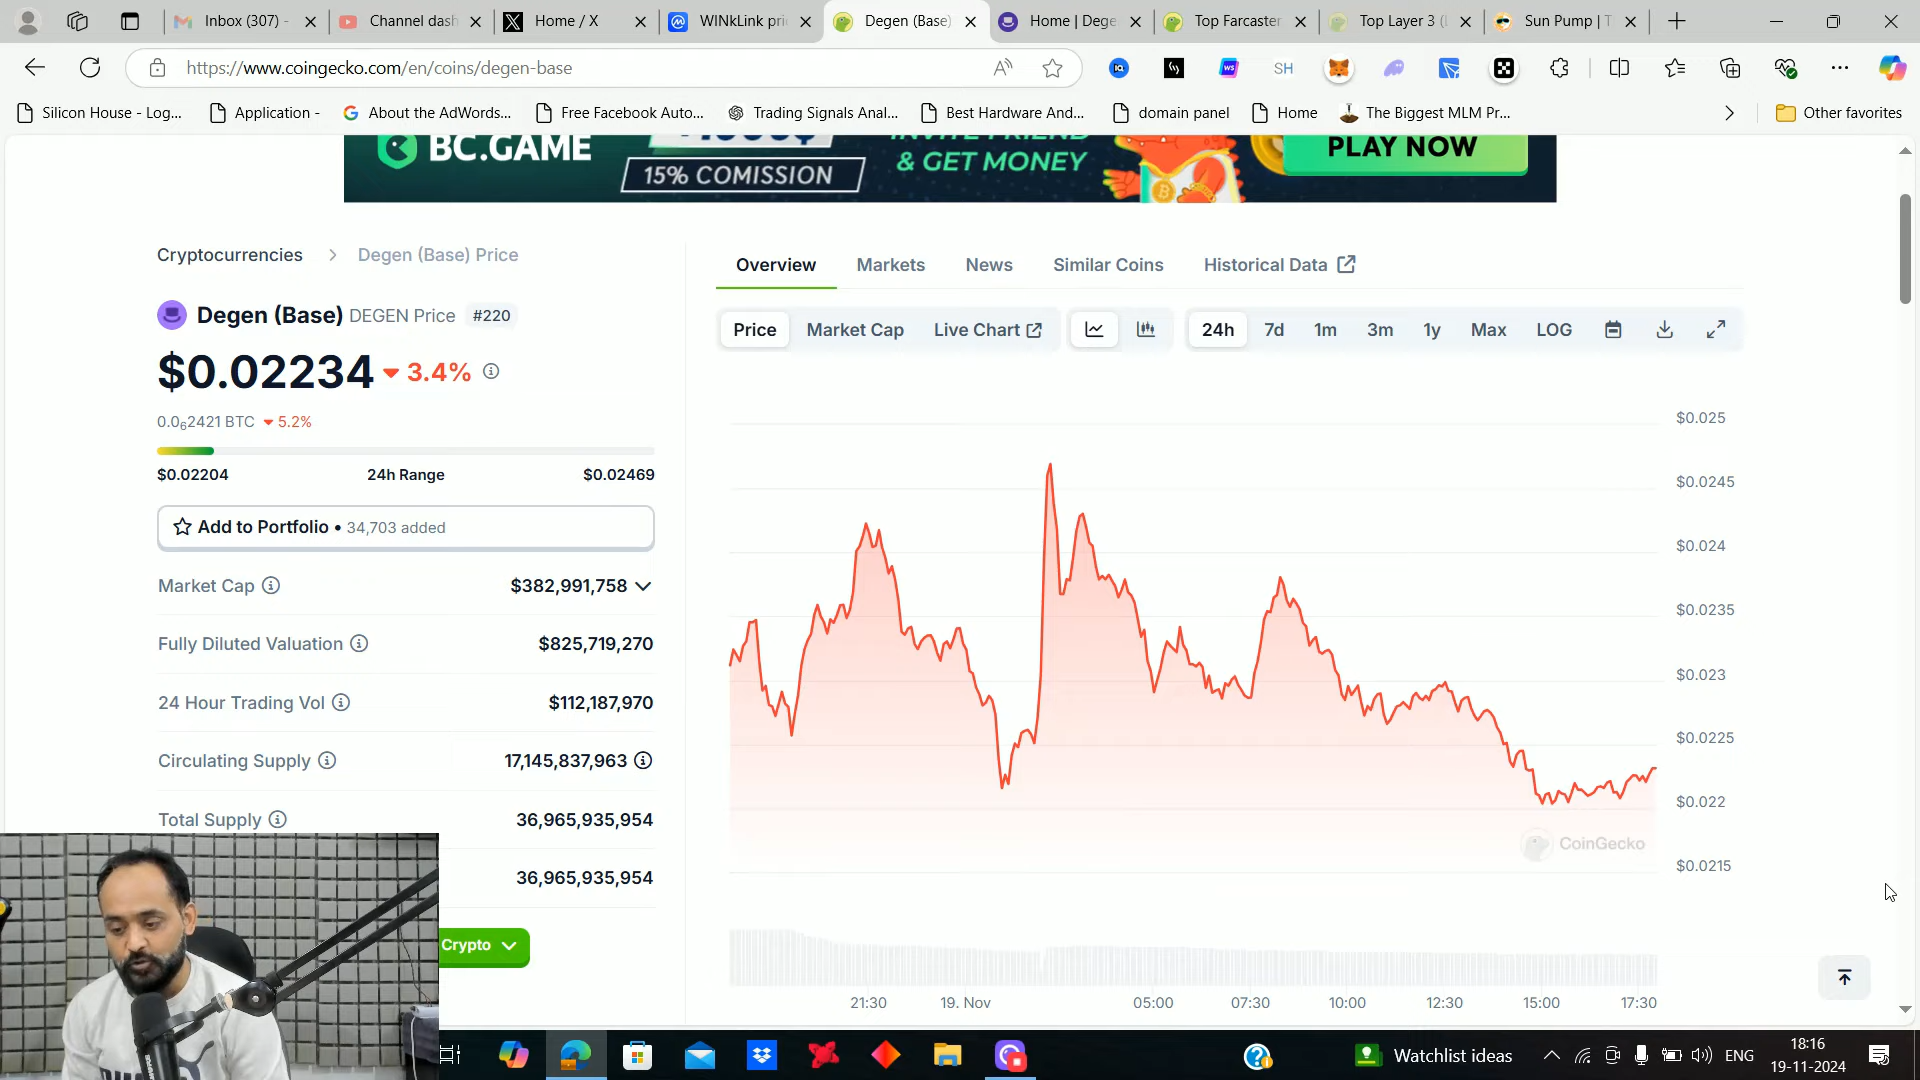 Inbox (307) -
Channel dash
Home / X
WINkLink pri
Degen (Base)
Home | Dege
Top Farcaster
Top Layer 3 (
Sun Pump | T
https://www.coingecko.com/en/coins/degen-base
SH
Silicon House - Log...
Application -
About the AdWords...
Free Facebook Auto...
Trading Signals Anal...
Best Hardware And...
domain panel
Home
The Biggest MLM Pr...
Other favorites
BC.GAME
15% COMISSION
INVITE FRIEND
& GET MONEY
PLAY NOW
Cryptocurrencies
Degen (Base) Price
Degen (Base) DEGEN Price #220
$0.02234 3.4%
0.0₆2421 BTC 5.2%
$0.02204 24h Range $0.02469
Add to Portfolio • 34,703 added
Market Cap $382,991,758
Fully Diluted Valuation $825,719,270
24 Hour Trading Vol $112,187,970
Circulating Supply 17,145,837,963
Total Supply 36,965,935,954
36,965,935,954
Crypto
Overview Markets News Similar Coins Historical Data
Price Market Cap Live Chart 24h 7d 1m 3m 1y Max LOG
$0.025
$0.0245
$0.024
$0.0235
$0.023
$0.0225
$0.022
$0.0215
CoinGecko
21:30 19. Nov 05:00 07:30 10:00 12:30 15:00 17:30
Watchlist ideas
ENG
18:16
19-11-2024